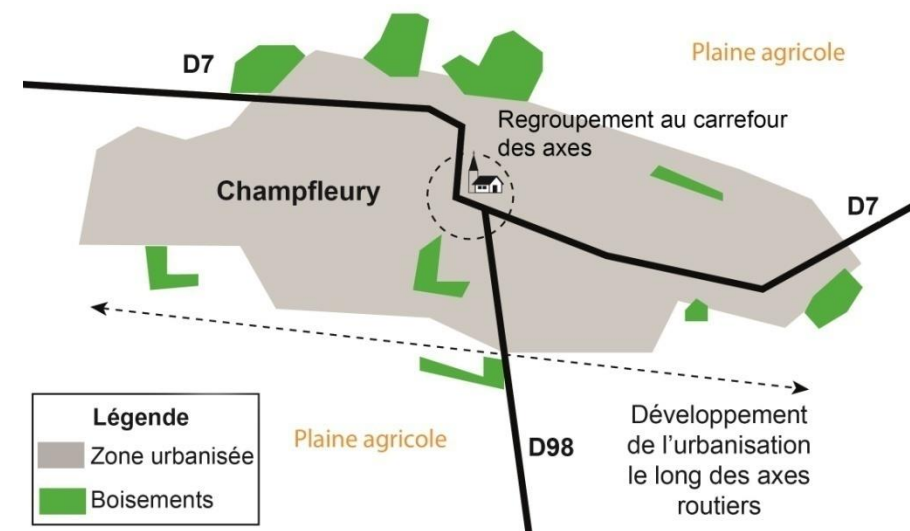 Plaine agricole
D7
Regroupement au carrefour
des axes
Champfleury
D7
Développement
de l'urbanisation
le long des axes
routiers
Légende
Zone urbanisée
Boisements
Plaine agricole
D98